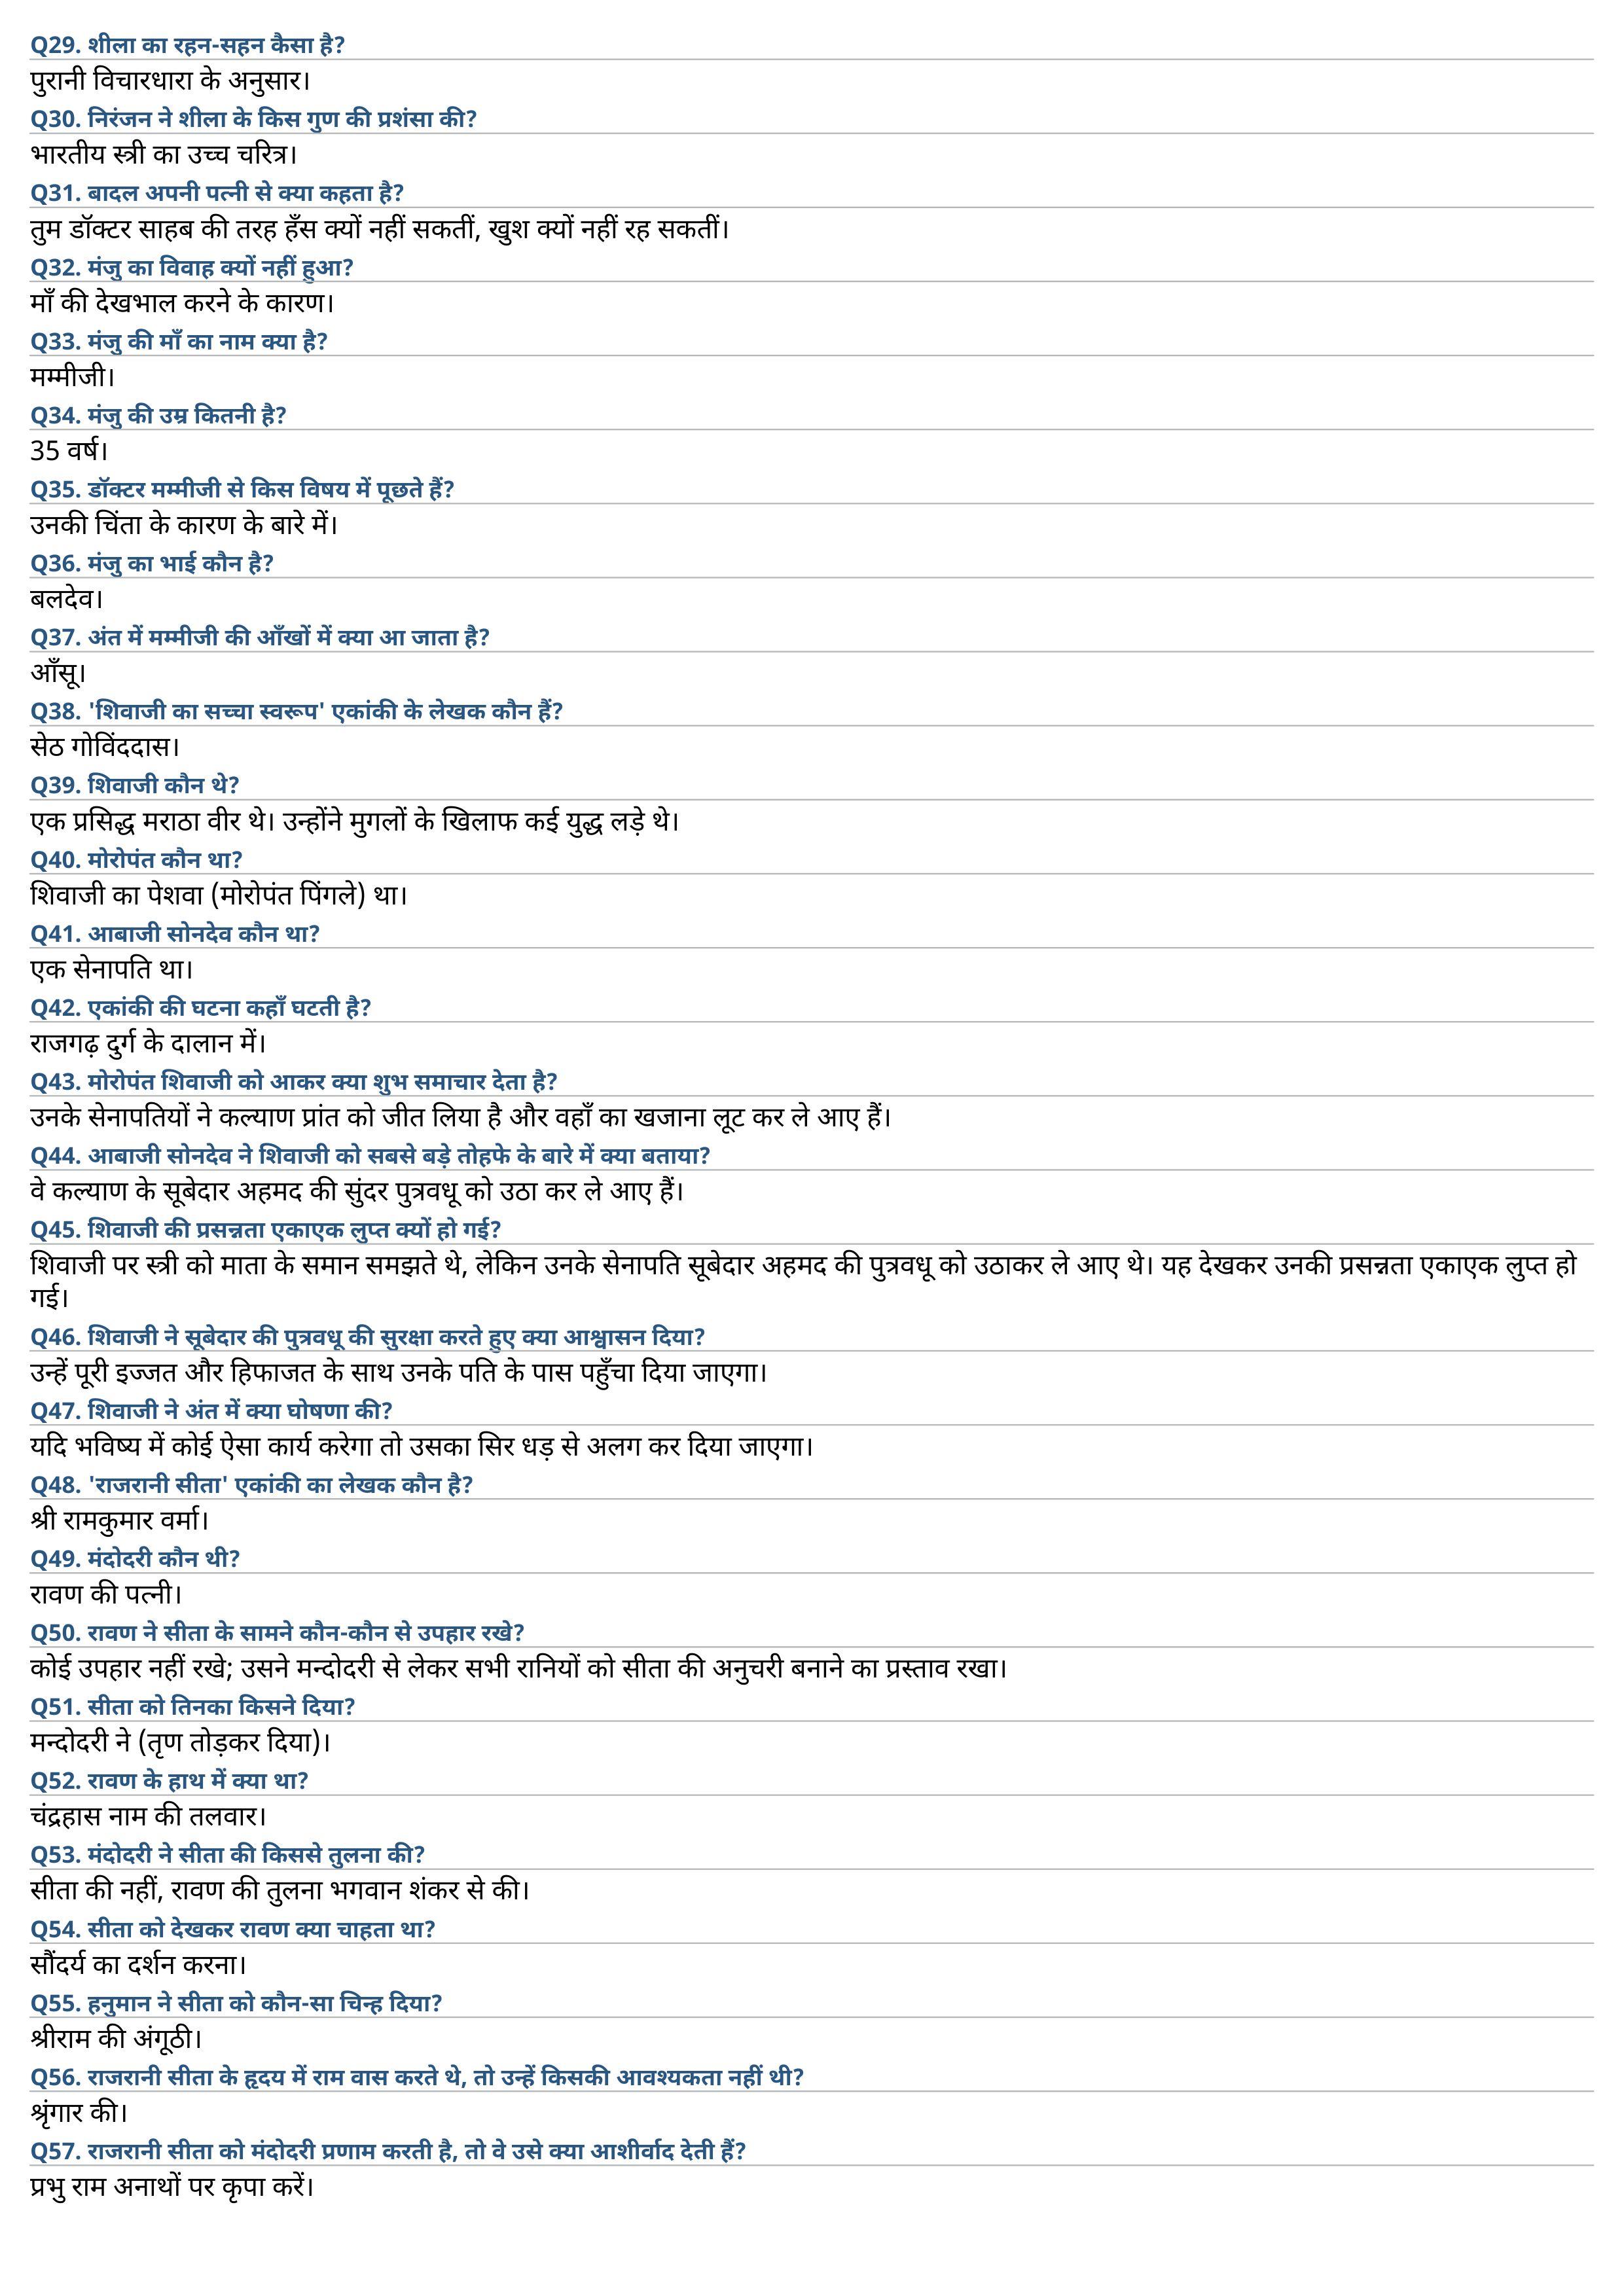 Q29. शीला का रहन-सहन कैसा है?
पुरानी विचारधारा के अनुसार।
Q30. निरंजन ने शीला के किस गुण की प्रशंसा की?
भारतीय स्त्री का उच्च चरित्र।
Q31. बादल अपनी पत्नी से क्या कहता है?
तुम डॉक्टर साहब की तरह हँस क्यों नहीं सकतीं, खुश क्यों नहीं रह सकतीं।
Q32. मंजु का विवाह क्यों नहीं हुआ?
माँ की देखभाल करने के कारण।
Q33. मंजु की माँ का नाम क्या है?
मम्मीजी।
Q34. मंजु की उम्र कितनी है?
35 वर्ष।
Q35. डॉक्टर मम्मीजी से किस विषय में पूछते हैं?
उनकी चिंता के कारण के बारे में।
Q36. मंजु का भाई कौन है?
बलदेव।
Q37. अंत में मम्मीजी की आँखों में क्या आ जाता है?
आँसू।
Q38. 'शिवाजी का सच्चा स्वरूप' एकांकी के लेखक कौन हैं?
सेठ गोविंददास।
Q39. शिवाजी कौन थे?
एक प्रसिद्ध मराठा वीर थे। उन्होंने मुगलों के खिलाफ कई युद्ध लड़े थे।
Q40. मोरोपंत कौन था?
शिवाजी का पेशवा (मोरोपंत पिंगले) था।
Q41. आबाजी सोनदेव कौन था?
एक सेनापति था।
Q42. एकांकी की घटना कहाँ घटती है?
राजगढ़ दुर्ग के दालान में।
Q43. मोरोपंत शिवाजी को आकर क्या शुभ समाचार देता है?
उनके सेनापतियों ने कल्याण प्रांत को जीत लिया है और वहाँ का खजाना लूट कर ले आए हैं।
Q44. आबाजी सोनदेव ने शिवाजी को सबसे बड़े तोहफे के बारे में क्या बताया?
वे कल्याण के सूबेदार अहमद की सुंदर पुत्रवधू को उठा कर ले आए हैं।
Q45. शिवाजी की प्रसन्नता एकाएक लुप्त क्यों हो गई?
शिवाजी पर स्त्री को माता के समान समझते थे, लेकिन उनके सेनापति सूबेदार अहमद की पुत्रवधू को उठाकर ले आए थे। यह देखकर उनकी प्रसन्नता एकाएक लुप्त हो
गई।
Q46. शिवाजी ने सूबेदार की पुत्रवधू की सुरक्षा करते हुए क्या आश्वासन दिया?
उन्हें पूरी इज्जत और हिफाजत के साथ उनके पति के पास पहुँचा दिया जाएगा।
Q47. शिवाजी ने अंत में क्या घोषणा की?
यदि भविष्य में कोई ऐसा कार्य करेगा तो उसका सिर धड़ से अलग कर दिया जाएगा।
Q48. 'राजरानी सीता' एकांकी का लेखक कौन है?
श्री रामकुमार वर्मा।
Q49. मंदोदरी कौन थी?
रावण की पत्नी।
Q50. रावण ने सीता के सामने कौन-कौन से उपहार रखे?
कोई उपहार नहीं रखे; उसने मन्दोदरी से लेकर सभी रानियों को सीता की अनुचरी बनाने का प्रस्ताव रखा।
Q51. सीता को तिनका किसने दिया?
मन्दोदरी ने (तृण तोड़कर दिया)।
Q52. रावण के हाथ में क्या था?
चंद्रहास नाम की तलवार।
Q53. मंदोदरी ने सीता की किससे तुलना की?
सीता की नहीं, रावण की तुलना भगवान शंकर से की।
Q54. सीता को देखकर रावण क्या चाहता था?
सौंदर्य का दर्शन करना।
Q55. हनुमान ने सीता को कौन-सा चिन्ह दिया?
श्रीराम की अंगूठी।
Q56. राजरानी सीता के हृदय में राम वास करते थे, तो उन्हें किसकी आवश्यकता नहीं थी?
श्रृंगार की।
Q57. राजरानी सीता को मंदोदरी प्रणाम करती है, तो वे उसे क्या आशीर्वाद देती हैं?
प्रभु राम अनाथों पर कृपा करें।